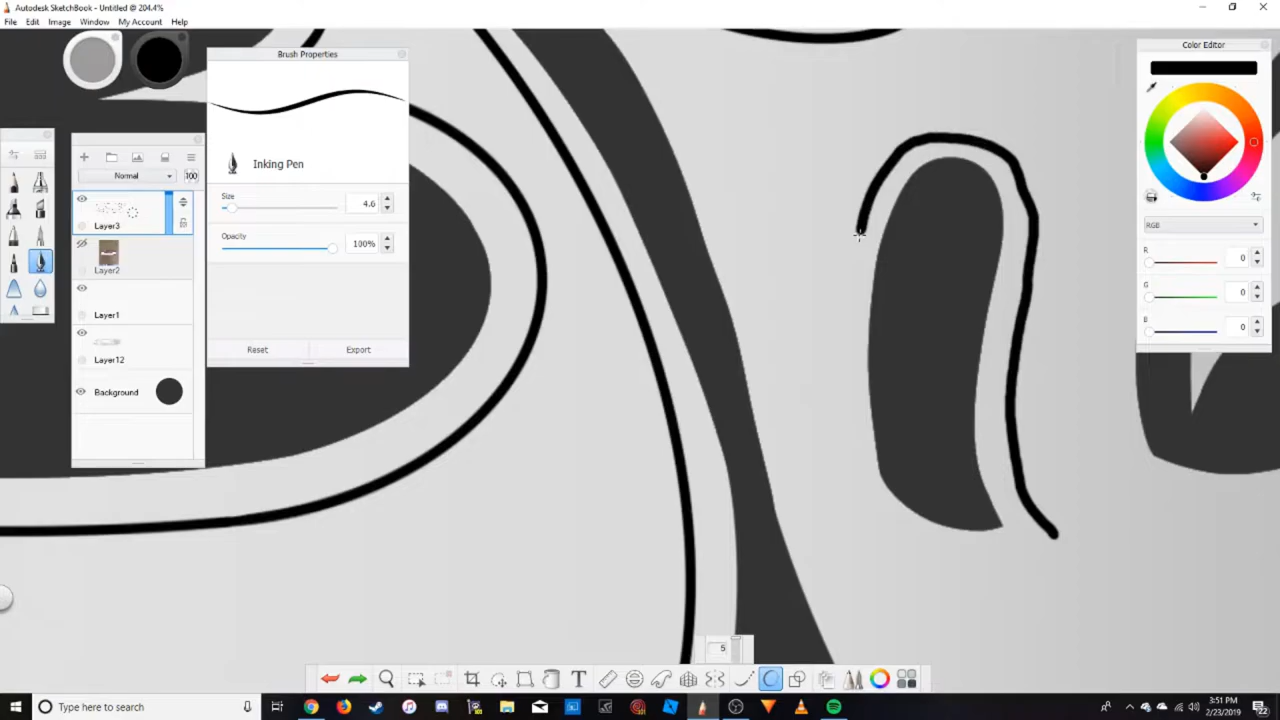 Autodesk SketchBook - Untitled @ 204.4%
File Edit Image Window My Account Help
Brush Properties
Inking Pen
Size
4.6
Opacity
100%
Reset Export
Normal 100
Layer3
Layer2
Layer1
Layer12
Background
Color Editor
RGB
R 0
G 0
B 0
5
T
Type here to search
3:51 PM
2/23/2019
22